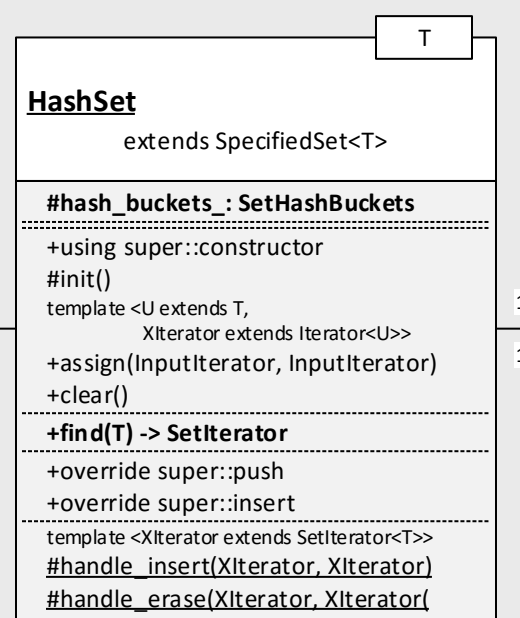 T
HashSet
extends SpecifiedSet<T>
#hash_buckets_: SetHashBuckets
+using super::constructor
#init()
template <U extends T,
XIterator extends Iterator<U>>
+assign(InputIterator, InputIterator)
+clear()
+find(T) -> SetIterator
+override super::push
+override super::insert
template <XIterator extends SetIterator<T>>
#handle_insert(XIterator, XIterator)
#handle_erase(XIterator, XIterator(